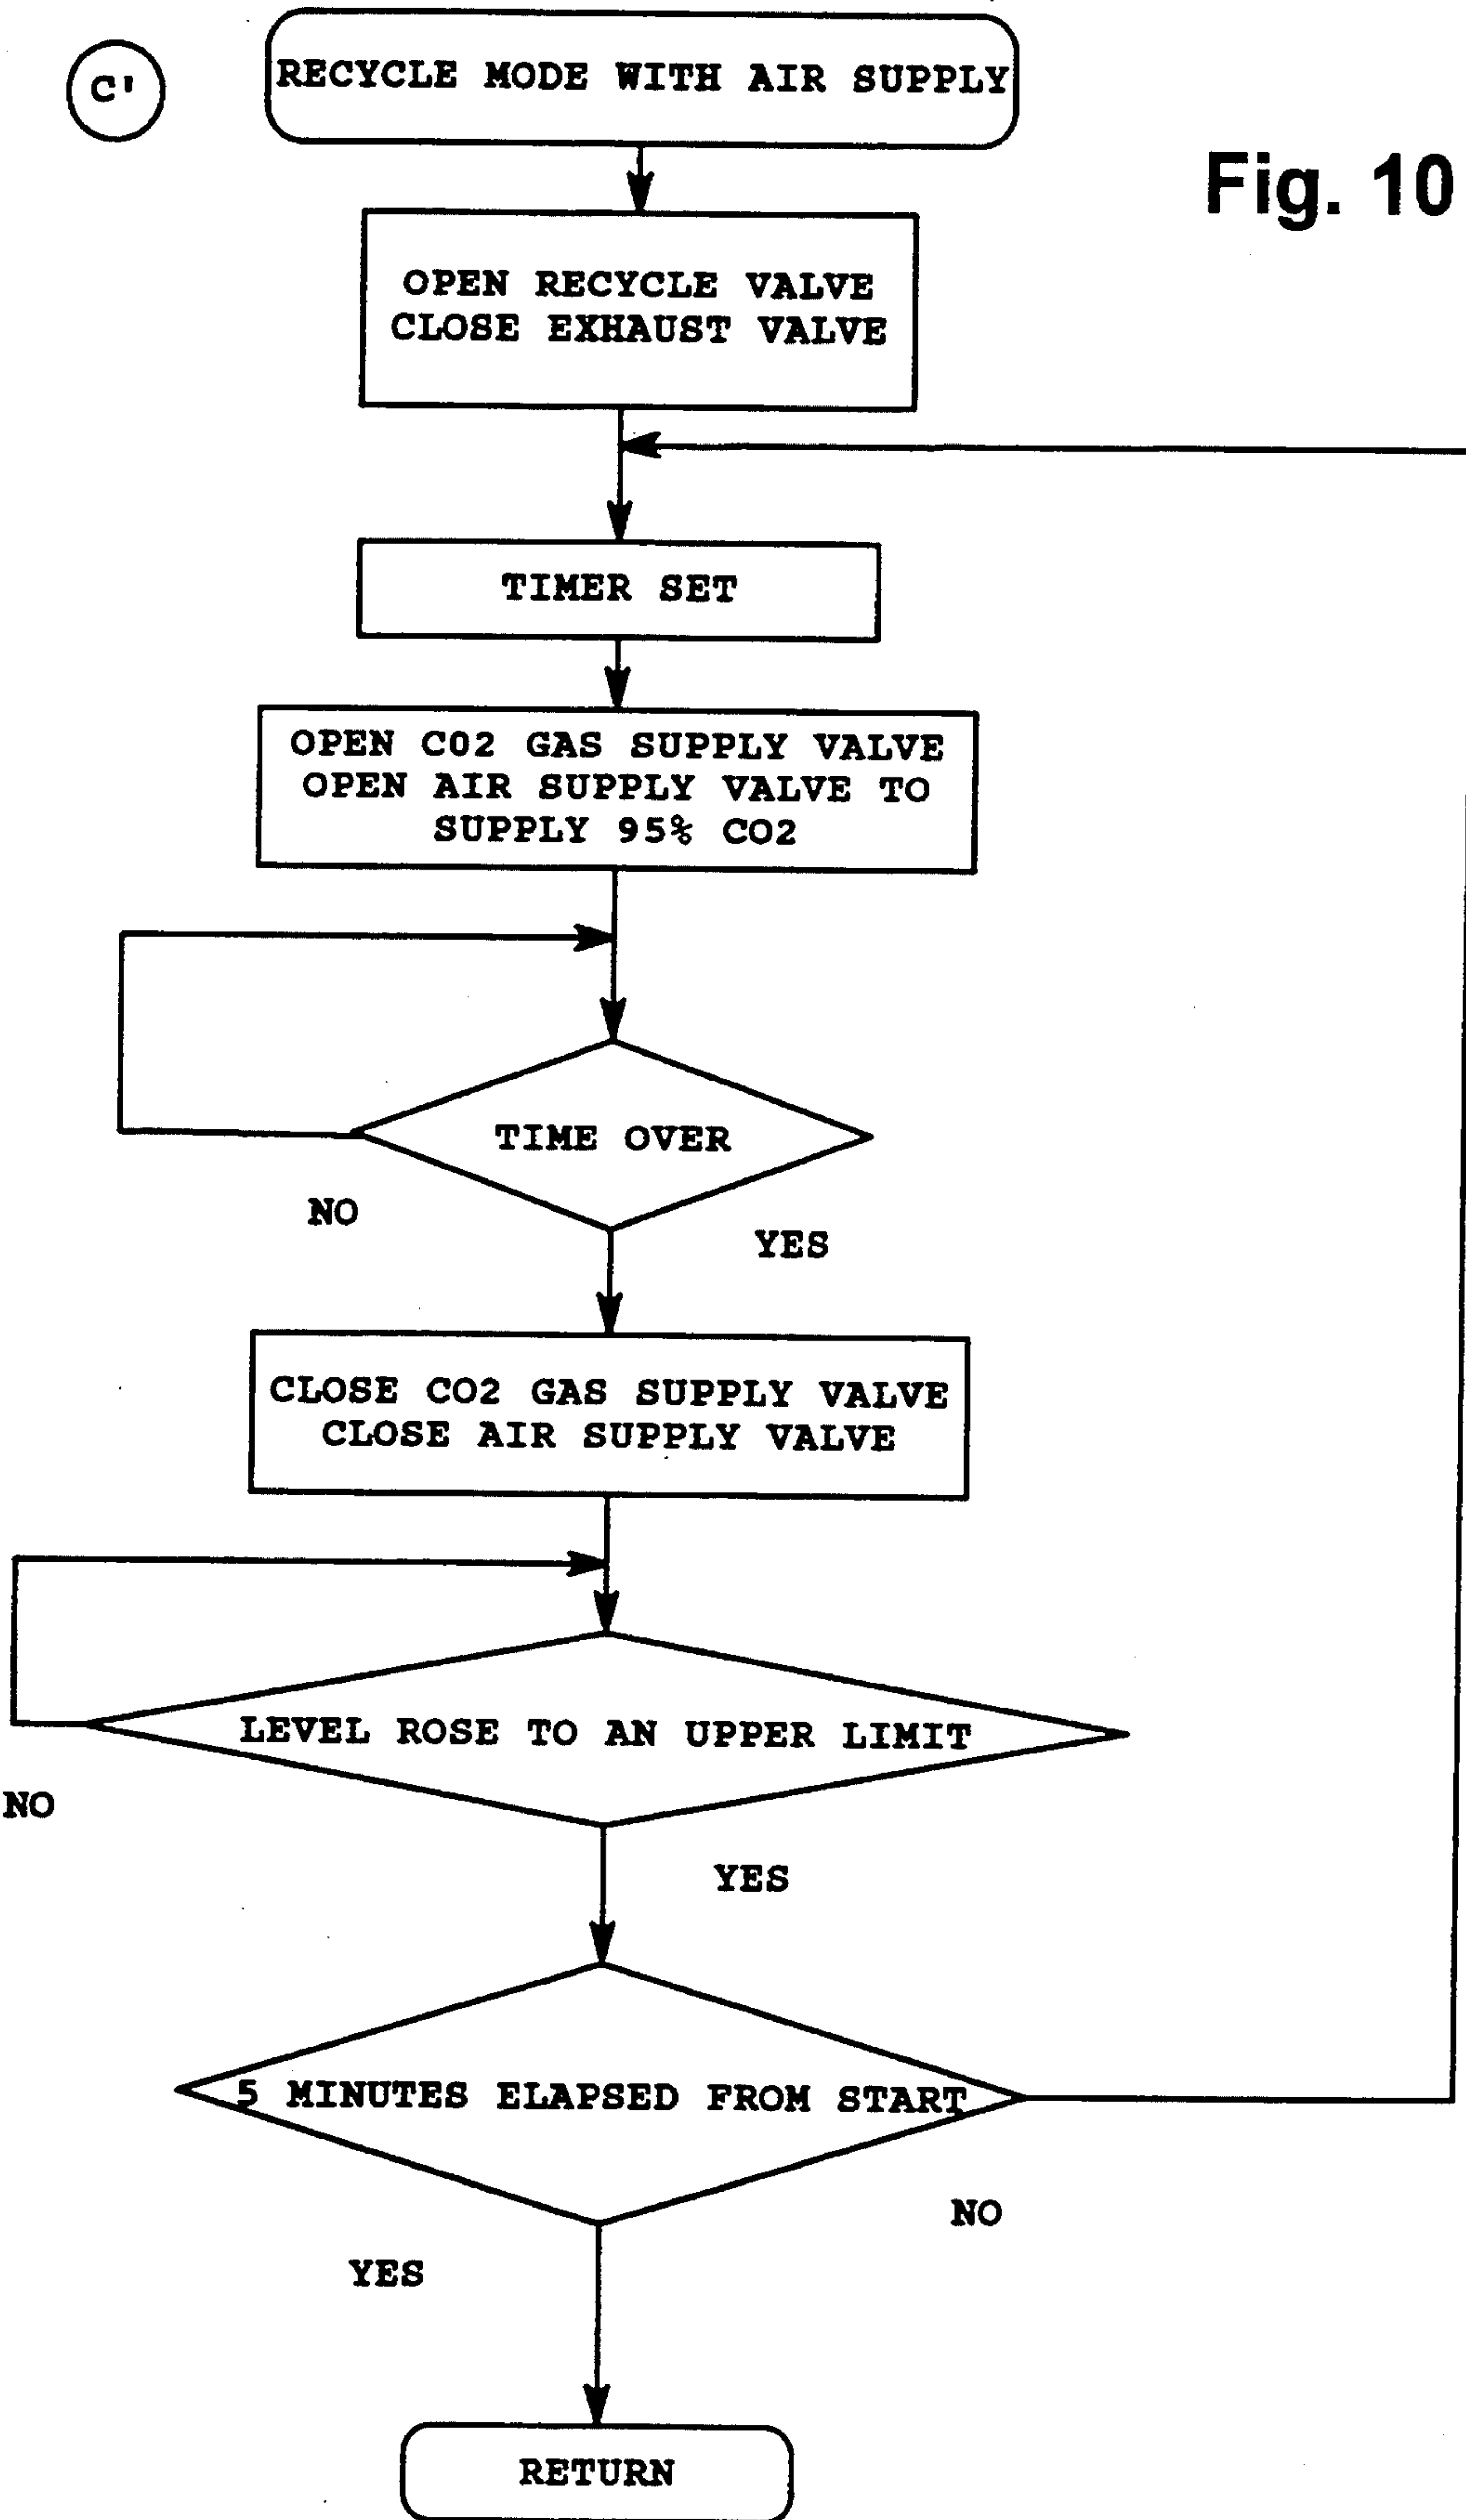 C'
RECYCLE MODE WITH AIR SUPPLY
Fig. 10
OPEN RECYCLE VALVE
CLOSE EXHAUST VALVE
TIMER SET
OPEN C02 GAS SUPPLY VALVE
OPEN AIR SUPPLY VALVE TO
SUPPLY 95% CO2
TIME OVER
NO
YES
CLOSE CO2 GAS SUPPLY VALVE
CLOSE AIR SUPPLY VALVE
LEVEL ROSE TO AN UPPER LIMIT
NO
YES
5 MINUTES ELAPSED FROM START
NO
YES
RETURN